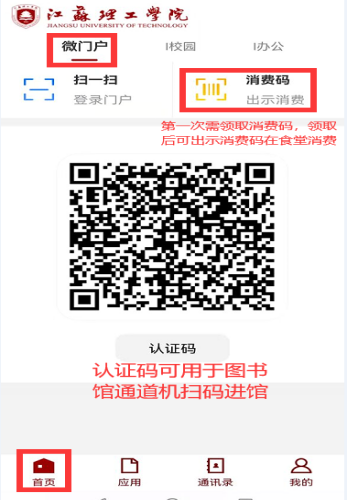 江蘇理工學院
JIANGSU UNIVERSITY OF TECHNOLOGY
微门户 I校园 I办公
扫一扫 消费码
登录门户 出示消费
第一次需领取消费码，领取
后可出示消费码在食堂消费
认证码
认证码可用于图书
馆通道机扫码进馆
首页 应用 通讯录 我的